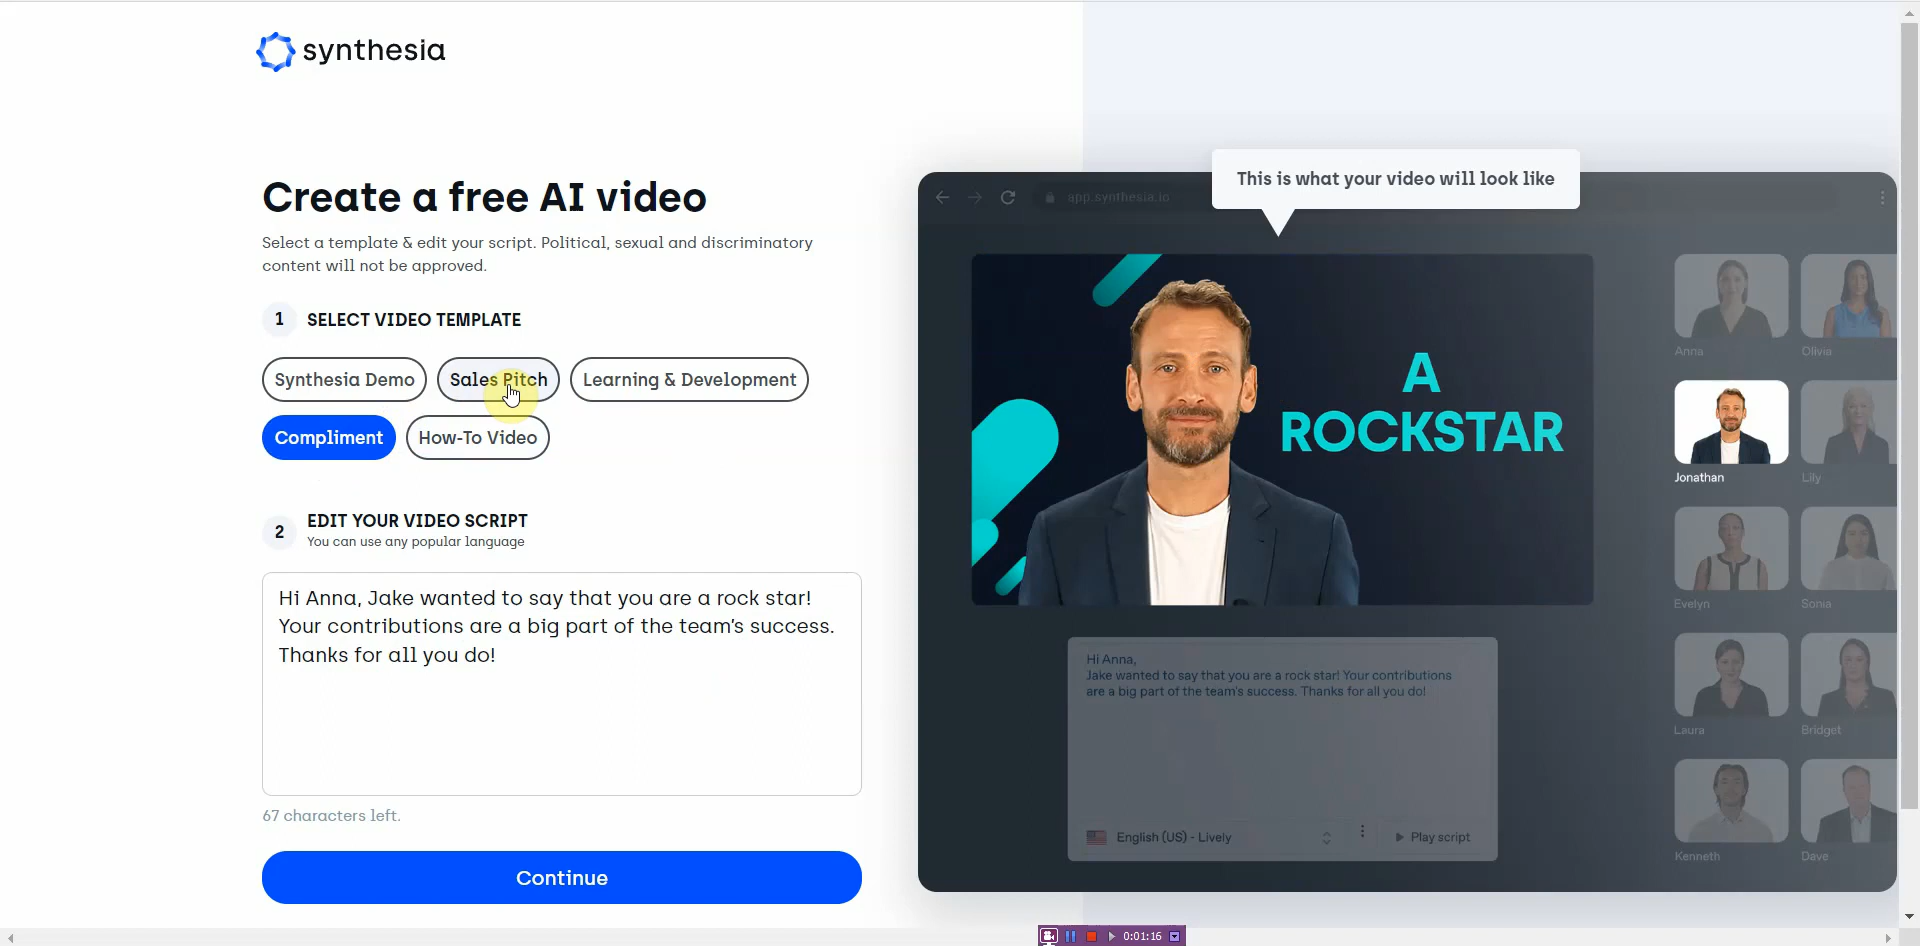 synthesia
Create a free AI video
Select a template & edit your script. Political, sexual and discriminatory
content will not be approved.
1 SELECT VIDEO TEMPLATE
Synthesia Demo
Sales Pitch
Learning & Development
Compliment
How-To Video
2 EDIT YOUR VIDEO SCRIPT
You can use any popular language
Hi Anna, Jake wanted to say that you are a rock star!
Your contributions are a big part of the team's success.
Thanks for all you do!
67 characters left.
Continue
This is what your video will look like
app.synthesia.io
A
ROCKSTAR
Hi Anna,
Jake wanted to say that you are a rock star! Your contributions
are a big part of the team's success. Thanks for all you do!
English (US) - Lively
Play script
Anna
Olivia
Jonathan
Lily
Evelyn
Sonia
Laura
Bridget
Kenneth
Dave
0:01:16